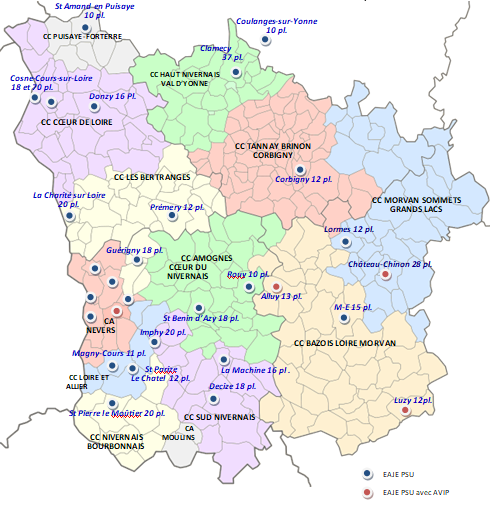 St Amand-en Puisaye
10 pl.
CC PUISAYE-FORTERRE
Coulanges-sur-Yonne
10 pl.
Clamecy
37 pl.
CC HAUT NIVERNAIS
VAL D'YONNE
Cosne-Cours-sur-Loire
18 et 70 pl.
Donzy 16 Pl.
CC CŒUR DE LOIRE
CC TANNAY BRINON
CORBIGNY
CC LES BERTRANGES
Corbigny 12 pl.
CC MORVAN SOMMETS
GRANDS LACS
La Charité sur Loire
20 pl.
Prémery 12 pl.
Lormes 12 pl.
Guérigny 18 pl.
CC AMOGNES
CŒUR DU
NIVERNAIS
Château-Chinon 28 pl.
Rouy 10 pl.
Alluy 13 pl.
M-E 15 pl.
St Benin d'Azy 18 pl.
CA
NEVERS
Imphy 20 pl.
CC BAZOIS LOIRE MORVAN
Magny-Cours 11 pl.
St Parize
Le Chatel 12 pl.
La Machine 16 pl.
CC LOIRE ET
ALLIER
Decize 18 pl.
Luzy 12pl.
St Pierre le Moûtier 20 pl.
CC SUD NIVERNAIS
CA
MOULINS
CC NIVERNAIS
BOURBONNAIS
EAJE PSU
EAJE PSU avec AVIP